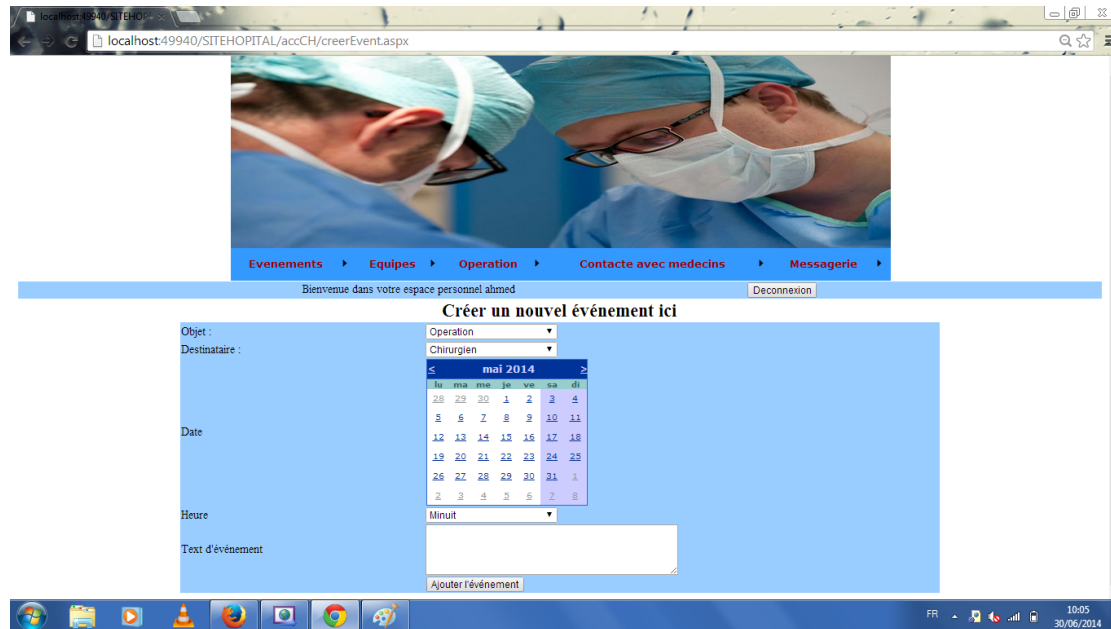 localhost:49940/SITEHOP
localhost:49940/SITEHOPITAL/accCH/creerEvent.aspx
Evenements Equipes Operation Contacte avec medecins Messagerie
Bienvenue dans votre espace personnel ahmed Deconnexion
Créer un nouvel événement ici
Objet : Operation
Destinataire : Chirurgien
< mai 2014 >
lu ma me je ve sa di
28 29 30 1 2 3 4
5 6 7 8 9 10 11
Date
12 13 14 15 16 17 18
19 20 21 22 23 24 25
26 27 28 29 30 31 1
2 3 4 5 6 7 8
Heure Minuit
Text d'événement
Ajouter l'événement
FR 10:05
30/06/2014